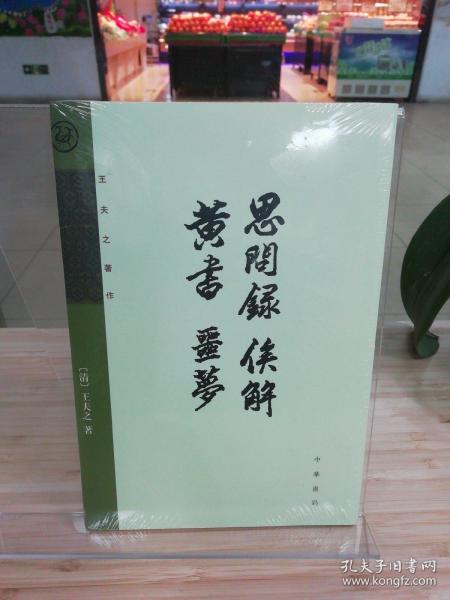 思問録 俟解
黄書 噩夢
王夫之著作
〔清〕王夫之 著
中華書局
孔夫子旧书网
www.kongfz.com